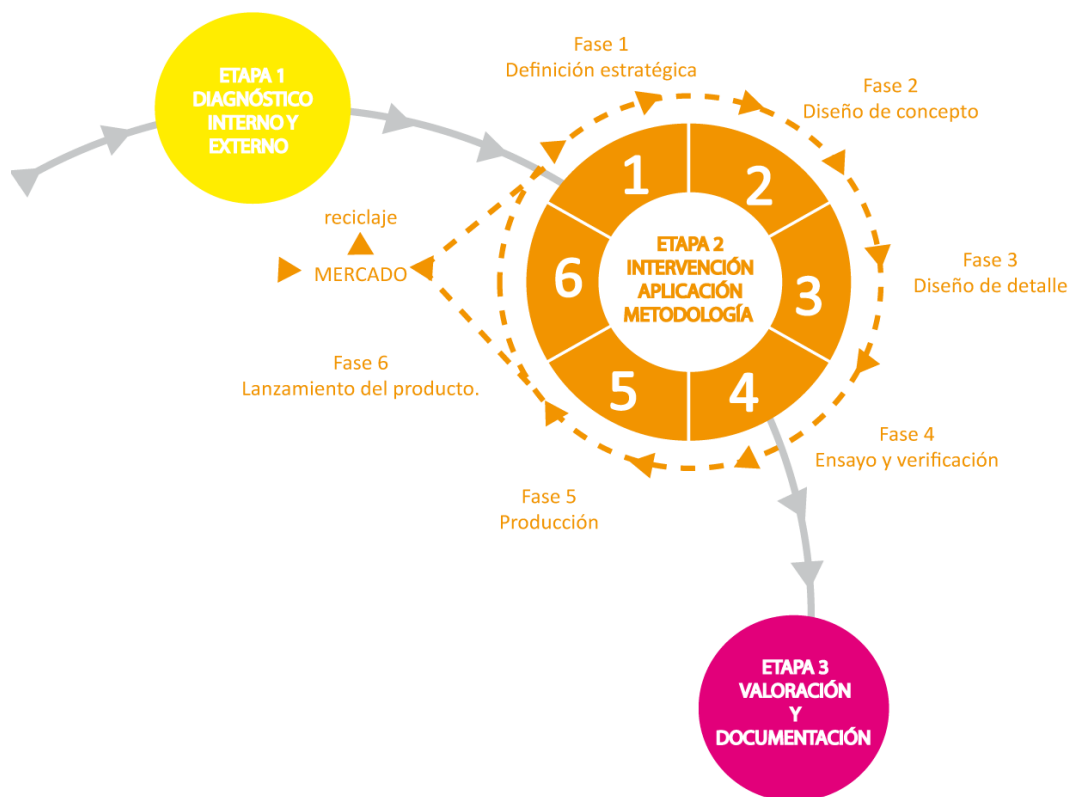 ETAPA 1
DIAGNÓSTICO
INTERNO Y
EXTERNO
Fase 1
Definición estratégica
Fase 2
Diseño de concepto
1
2
3
4
5
6
ETAPA 2
INTERVENCIÓN
APLICACIÓN
METODOLOGÍA
reciclaje
MERCADO
Fase 3
Diseño de detalle
Fase 6
Lanzamiento del producto.
Fase 4
Ensayo y verificación
Fase 5
Producción
ETAPA 3
VALORACIÓN
Y
DOCUMENTACIÓN